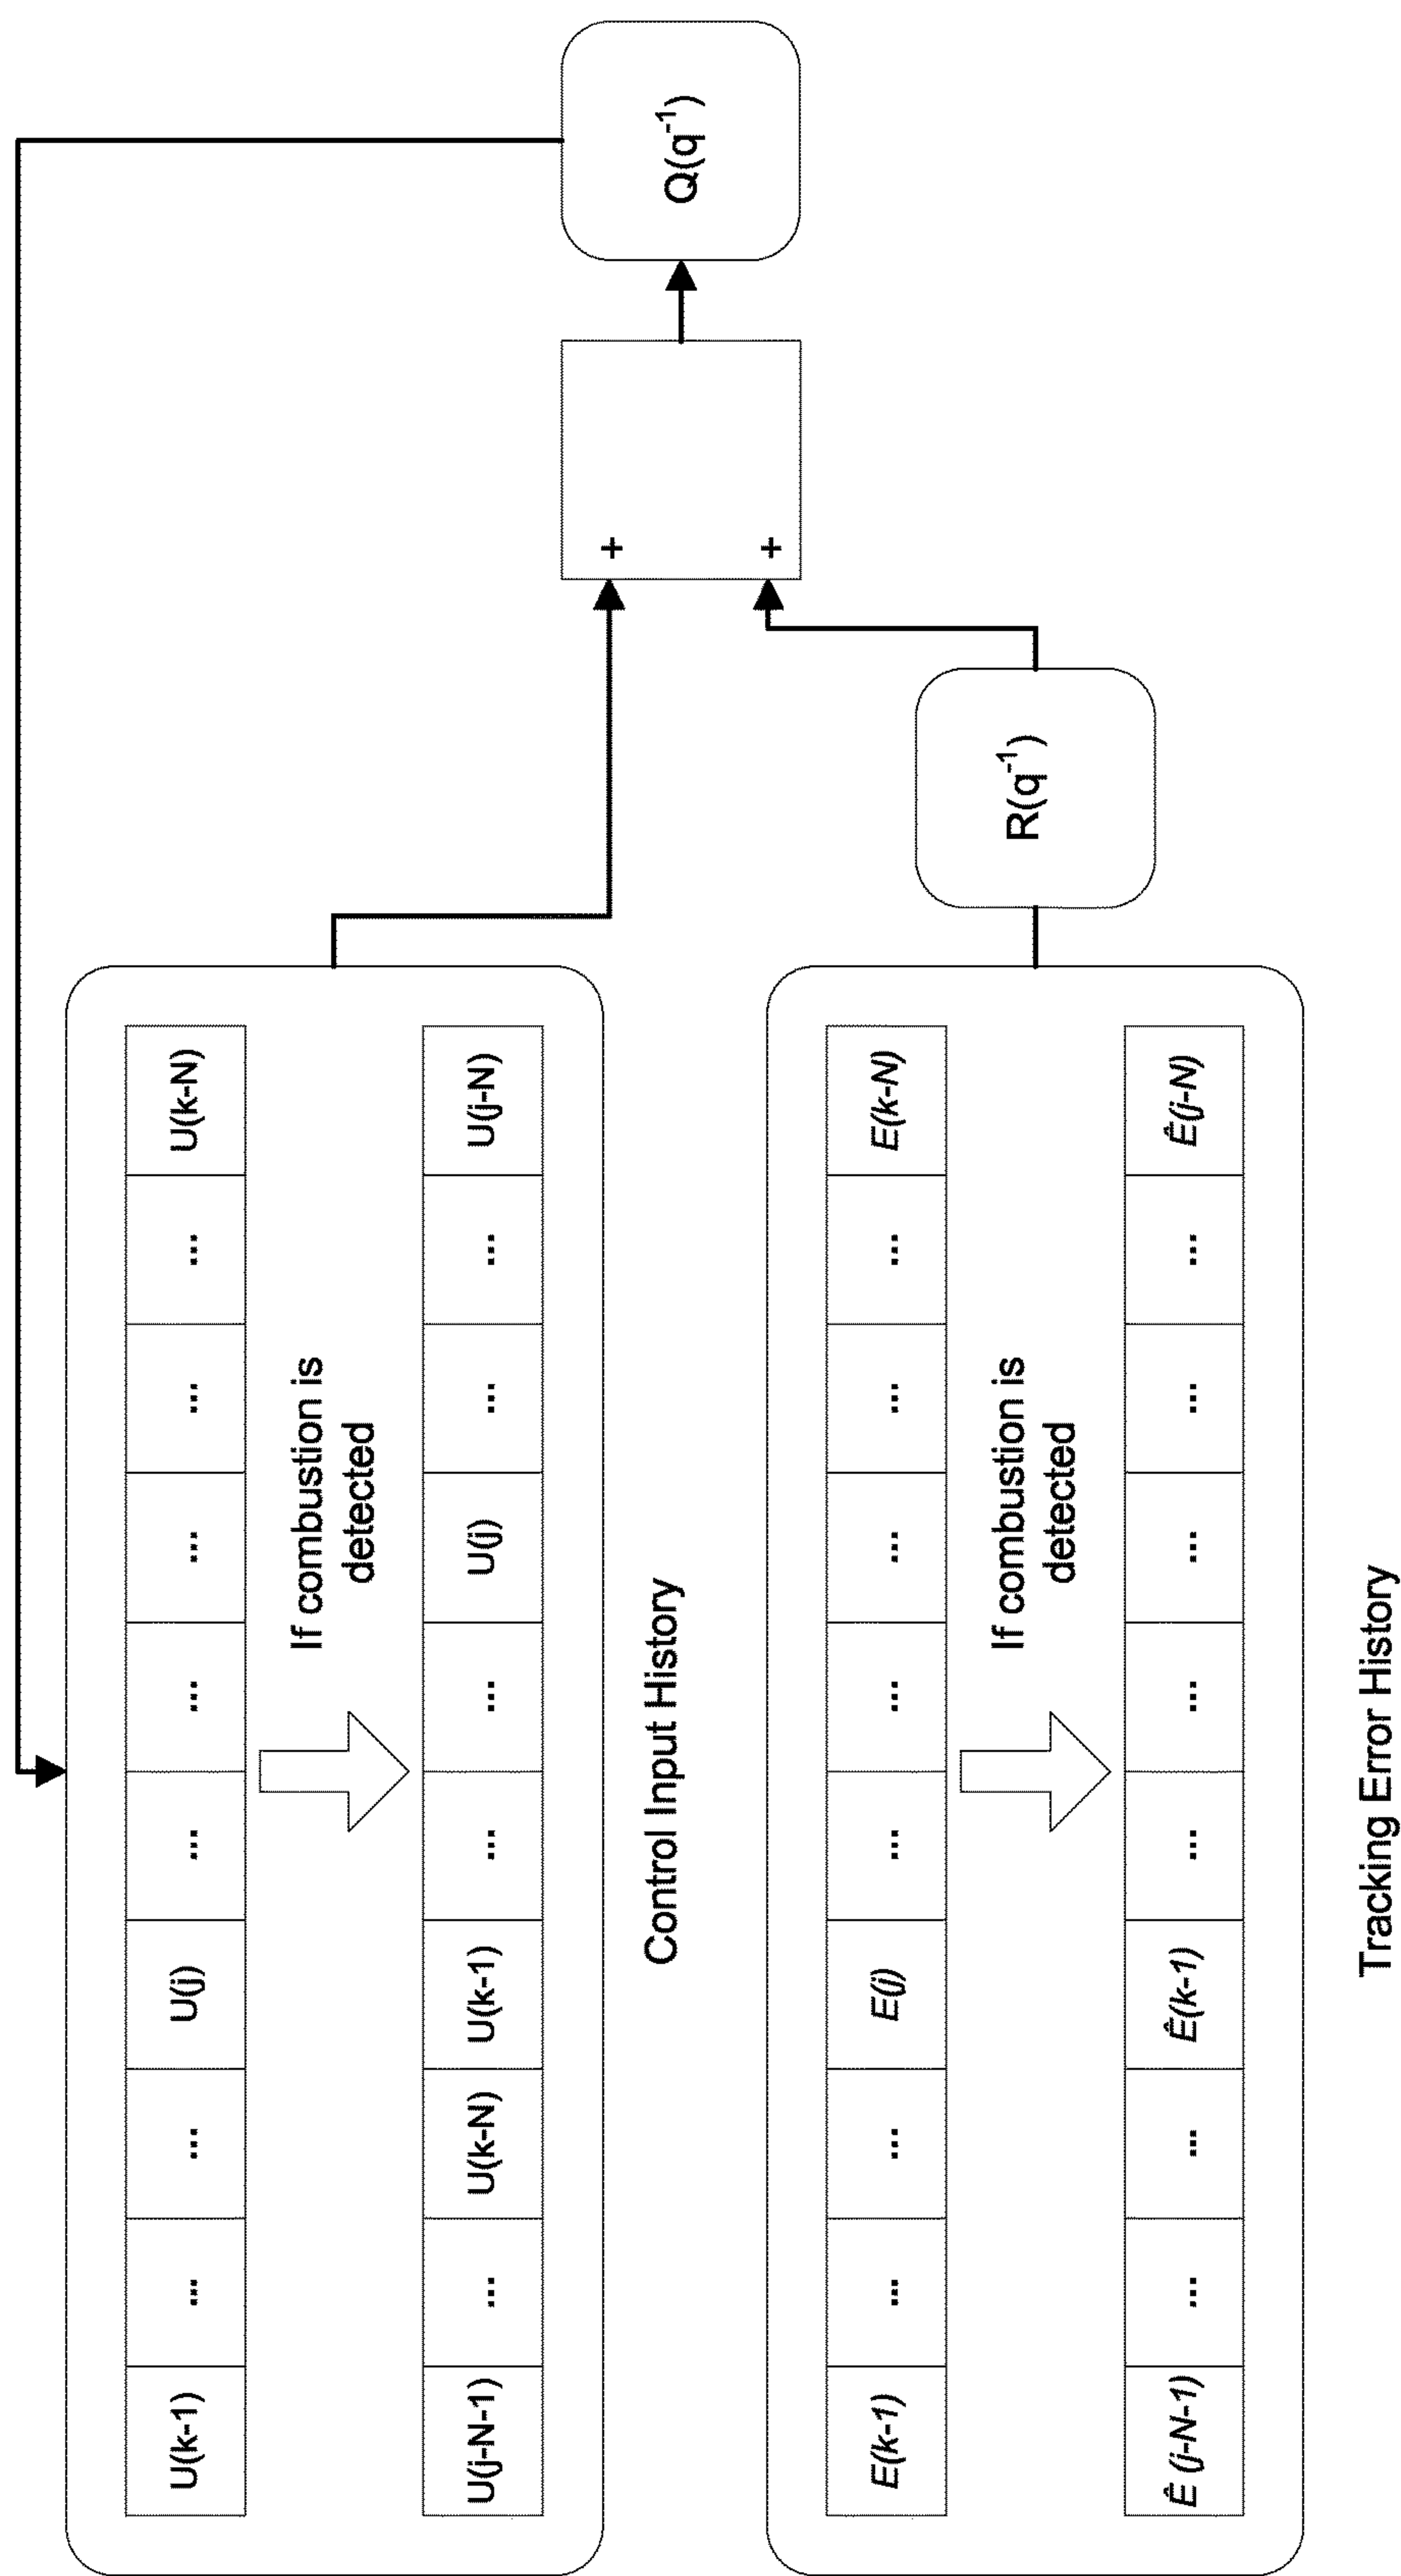 U(k-1) ... ... U(j) ... ... ... ... ... U(k-N)
If combustion is
detected
U(j-N-1) ... U(k-N) U(k-1) ... ... U(j) ... ... U(j-N)
Control Input History
E(k-1) ... ... E(j) ... ... ... ... ... E(k-N)
If combustion is
detected
Ê (j-N-1) ... ... Ê(k-1) ... ... ... ... ... Ê(j-N)
Tracking Error History
R(q⁻¹)
+
+
Q(q⁻¹)